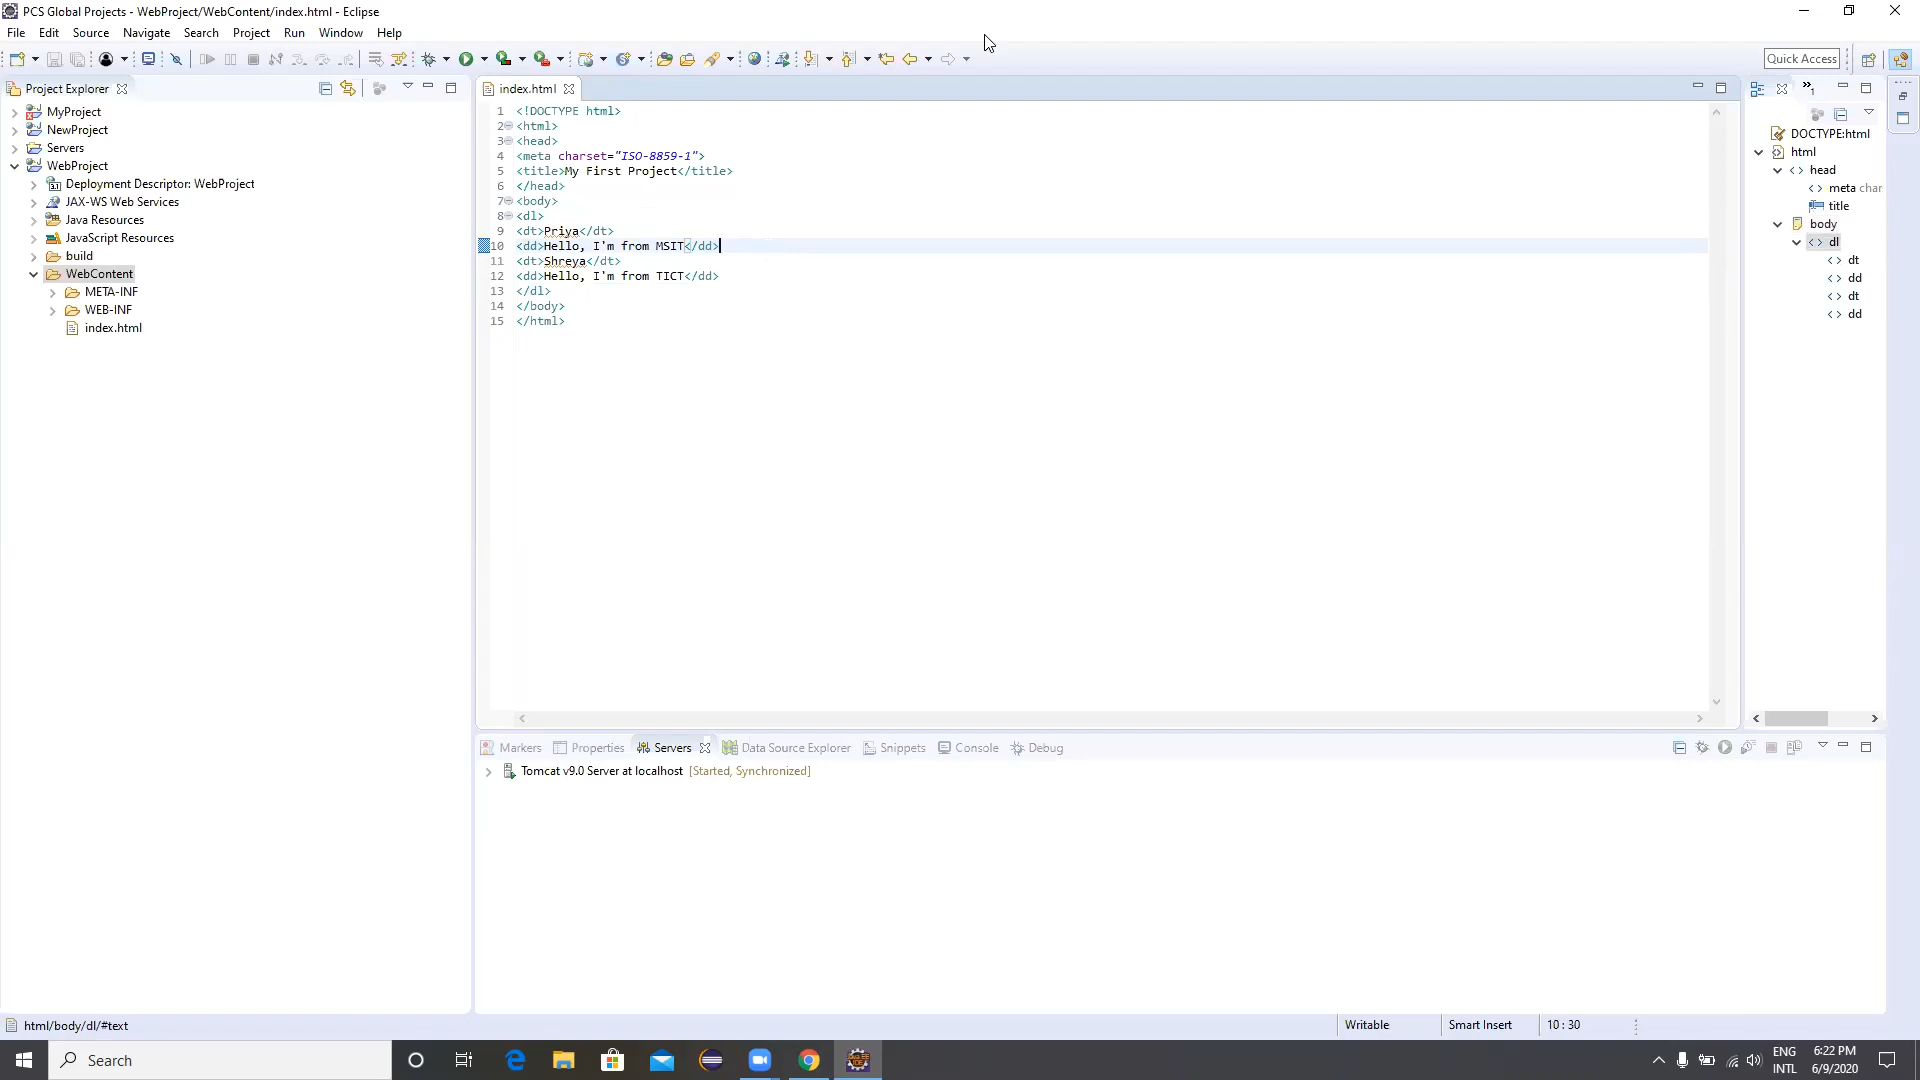 PCS Global Projects - WebProject/WebContent/index.html - Eclipse
File Edit Source Navigate Search Project Run Window Help
Quick Access
Project Explorer
MyProject
NewProject
Servers
WebProject
Deployment Descriptor: WebProject
JAX-WS Web Services
Java Resources
JavaScript Resources
build
WebContent
META-INF
WEB-INF
index.html
index.html
1 <!DOCTYPE html>
2 <html>
3 <head>
4 <meta charset="ISO-8859-1">
5 <title>My First Project</title>
6 </head>
7 <body>
8 <dl>
9 <dt>Priya</dt>
10 <dd>Hello, I'm from MSIT</dd>
11 <dt>Shreya</dt>
12 <dd>Hello, I'm from TICT</dd>
13 </dl>
14 </body>
15 </html>
DOCTYPE:html
html
head
meta char
title
body
dl
dt
dd
dt
dd
Markers Properties Servers Data Source Explorer Snippets Console Debug
Tomcat v9.0 Server at localhost [Started, Synchronized]
html/body/dl/#text
Writable Smart Insert 10 : 30
Search
ENG
INTL
6:22 PM
6/9/2020